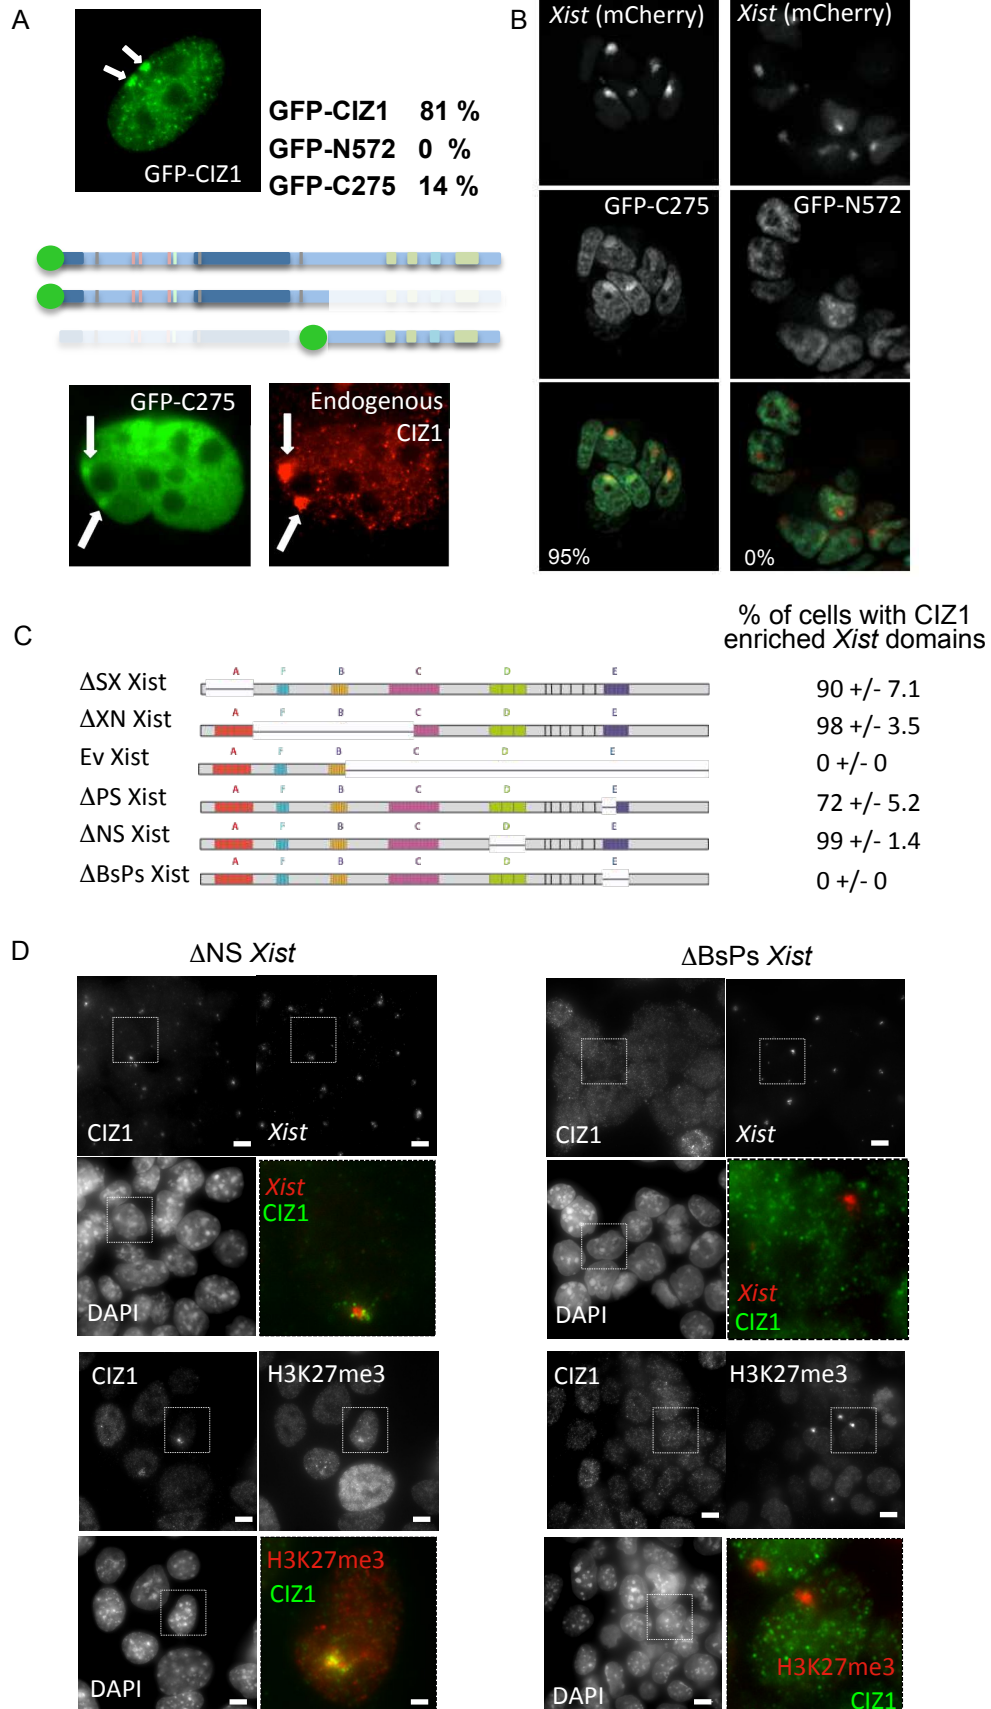 A
GFP-CIZ1
GFP-CIZ1 81 %
GFP-N572 0 %
GFP-C275 14 %
GFP-C275
Endogenous
CIZ1
B
Xist (mCherry)
Xist (mCherry)
GFP-C275
GFP-N572
95%
0%
C
% of cells with CIZ1
enriched Xist domains
A F B C D E
ΔSX Xist 90 +/- 7.1
A F B C D E
ΔXN Xist 98 +/- 3.5
A F B C D E
Ev Xist 0 +/- 0
A F B C D E
ΔPS Xist 72 +/- 5.2
A F B C D E
ΔNS Xist 99 +/- 1.4
A F B C D E
ΔBsPs Xist 0 +/- 0
D
ΔNS Xist
CIZ1
Xist
DAPI
Xist
CIZ1
CIZ1
H3K27me3
DAPI
H3K27me3
CIZ1
ΔBsPs Xist
CIZ1
Xist
DAPI
Xist
CIZ1
CIZ1
H3K27me3
DAPI
H3K27me3
CIZ1